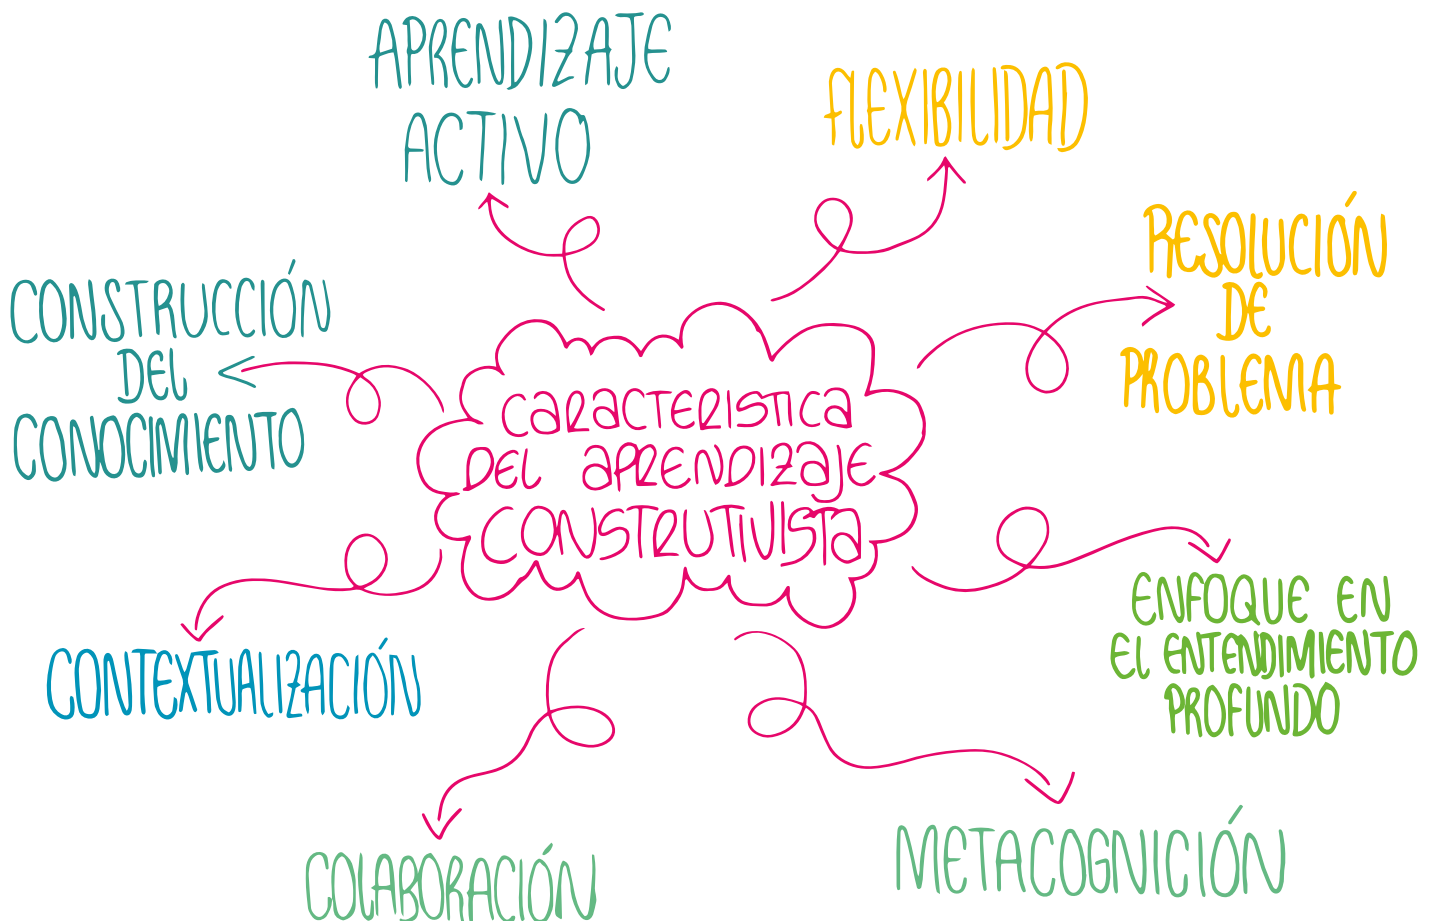 APRENDIZAJE
ACTIVO
FLEXIBILIDAD
RESOLUCIÓN
DE
PROBLEMA
CONSTRUCCIÓN
DEL
CONOCIMIENTO
CARACTERISTICA
DEL APRENDIZAJE
CONSTRUTIVISTA
ENFOQUE EN
EL ENTENDIMIENTO
PROFUNDO
CONTEXTUALIZACIÓN
METACOGNICIÓN
COLABORACIÓN